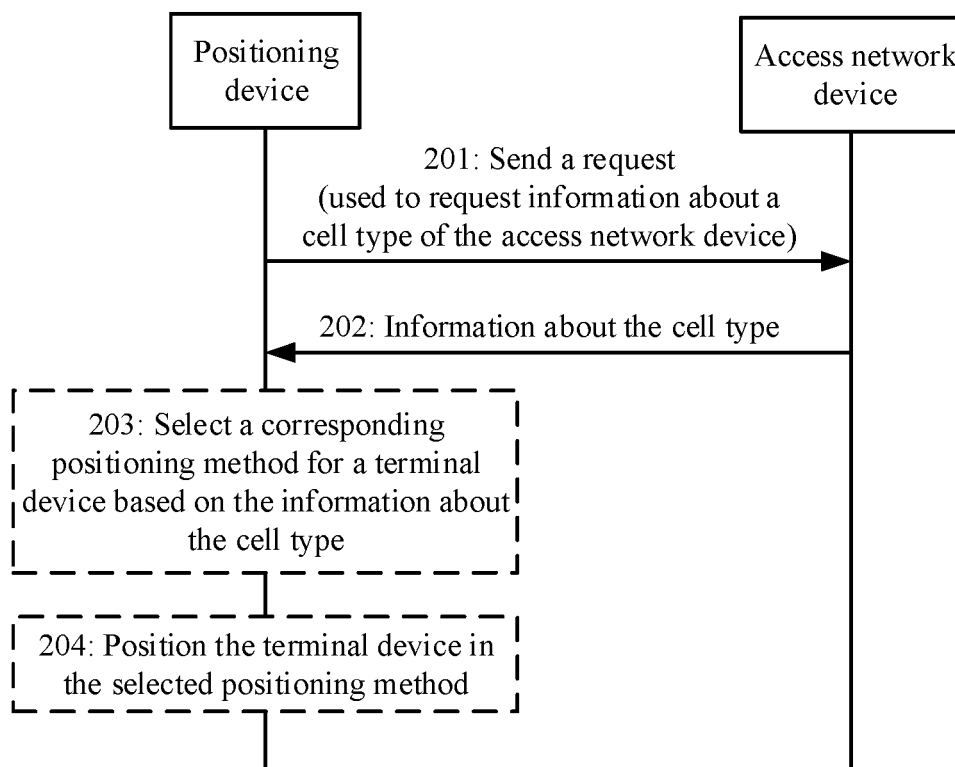 Positioning
device
Access network
device
201: Send a request
(used to request information about a
cell type of the access network device)
202: Information about the cell type
203: Select a corresponding
positioning method for a terminal
device based on the information about
the cell type
204: Position the terminal device in
the selected positioning method